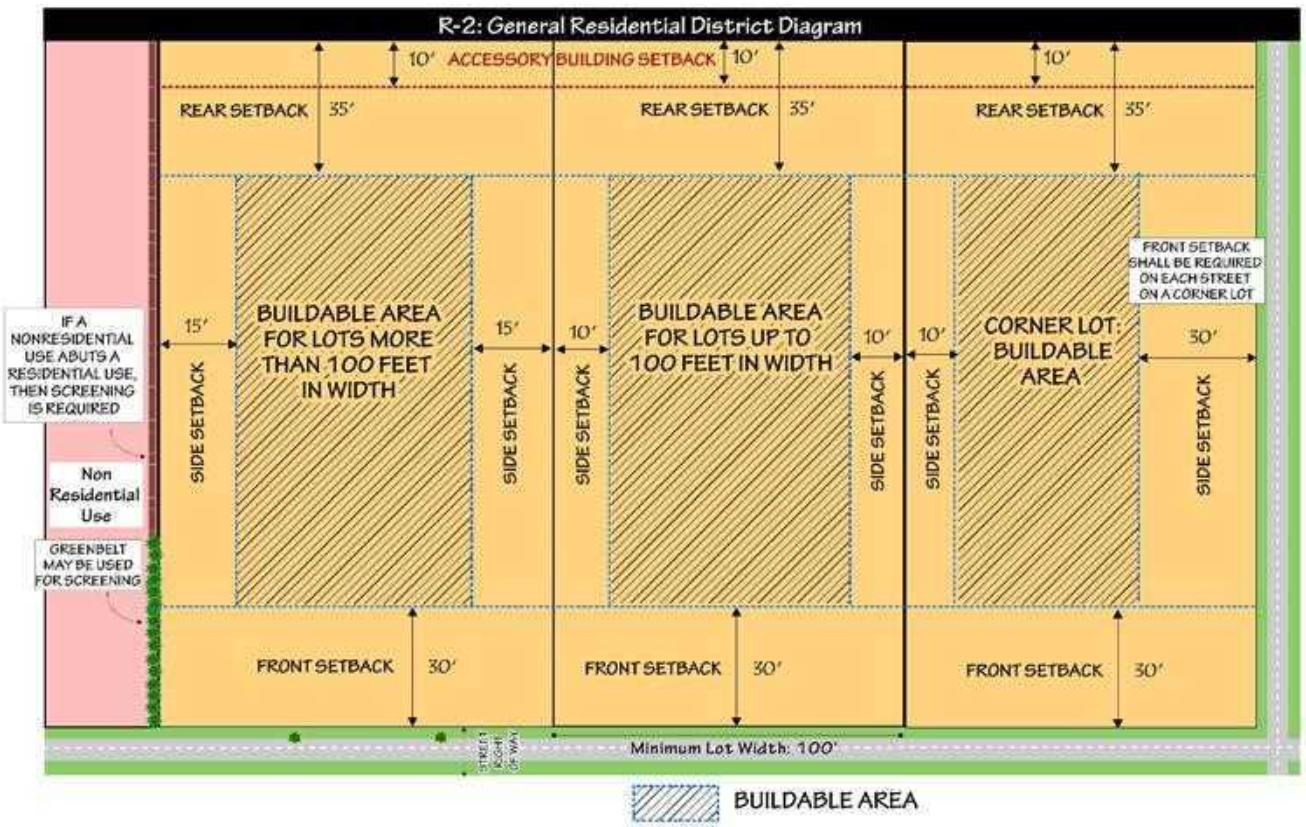 R-2: General Residential District Diagram
10' ACCESSORY BUILDING SETBACK 10' 10'
REAR SETBACK 35' REAR SETBACK 35' REAR SETBACK 35'
FRONT SETBACK
SHALL BE REQUIRED
ON EACH STREET
ON A CORNER LOT
IF A
NONRESIDENTIAL
USE ABUTS A
RESIDENTIAL USE,
THEN SCREENING
IS REQUIRED
15'
SIDE SETBACK
BUILDABLE AREA
FOR LOTS MORE
THAN 100 FEET
IN WIDTH
15'
SIDE SETBACK
10'
SIDE SETBACK
BUILDABLE AREA
FOR LOTS UP TO
100 FEET IN WIDTH
10'
SIDE SETBACK
10'
SIDE SETBACK
CORNER LOT:
BUILDABLE
AREA
30'
SIDE SETBACK
Non
Residential
Use
GREENBELT
MAY BE USED
FOR SCREENING
FRONT SETBACK 30' FRONT SETBACK 30' FRONT SETBACK 30'
STREET
RIGHT
OF WAY
Minimum Lot Width: 100'
BUILDABLE AREA